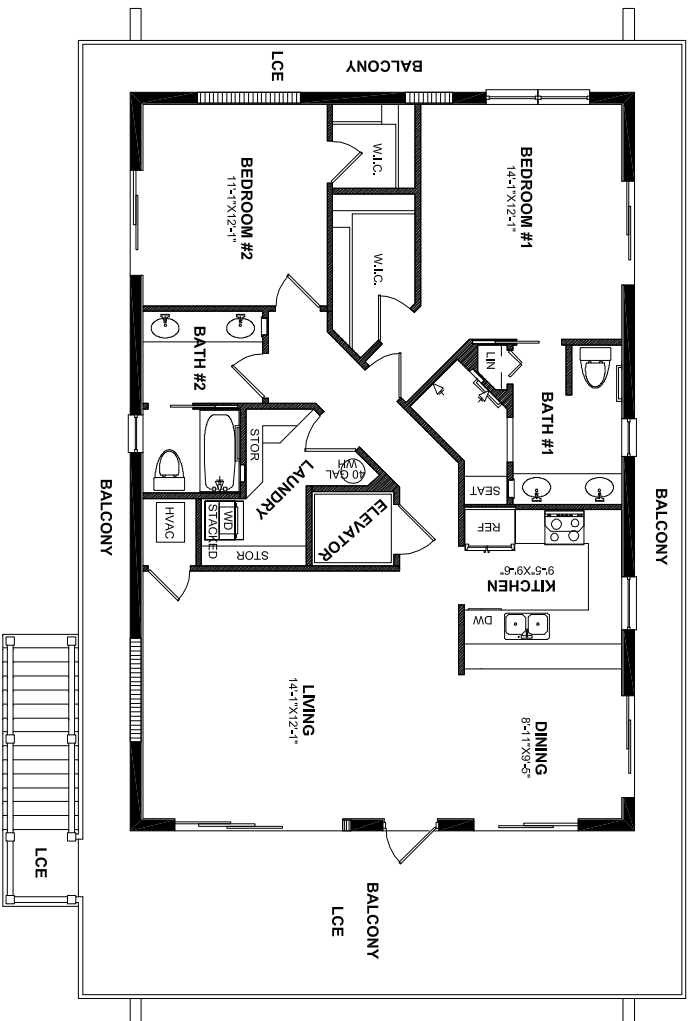 BALCONY
LCE
BEDROOM #2
11'-1"X12'-1"
W.I.C.
BEDROOM #1
14'-1"X12'-1"
W.I.C.
BATH #2
LIN
BATH #1
STOR
40 GAL
WH
LAUNDRY
SEAT
BALCONY
BALCONY
HVAC
WD
STACKED
STOR
ELEVATOR
REF
KITCHEN
9'-5"X9'-6"
DW
LIVING
14'-1"X12'-1"
DINING
8'-11"X9'-5"
LCE
BALCONY
LCE